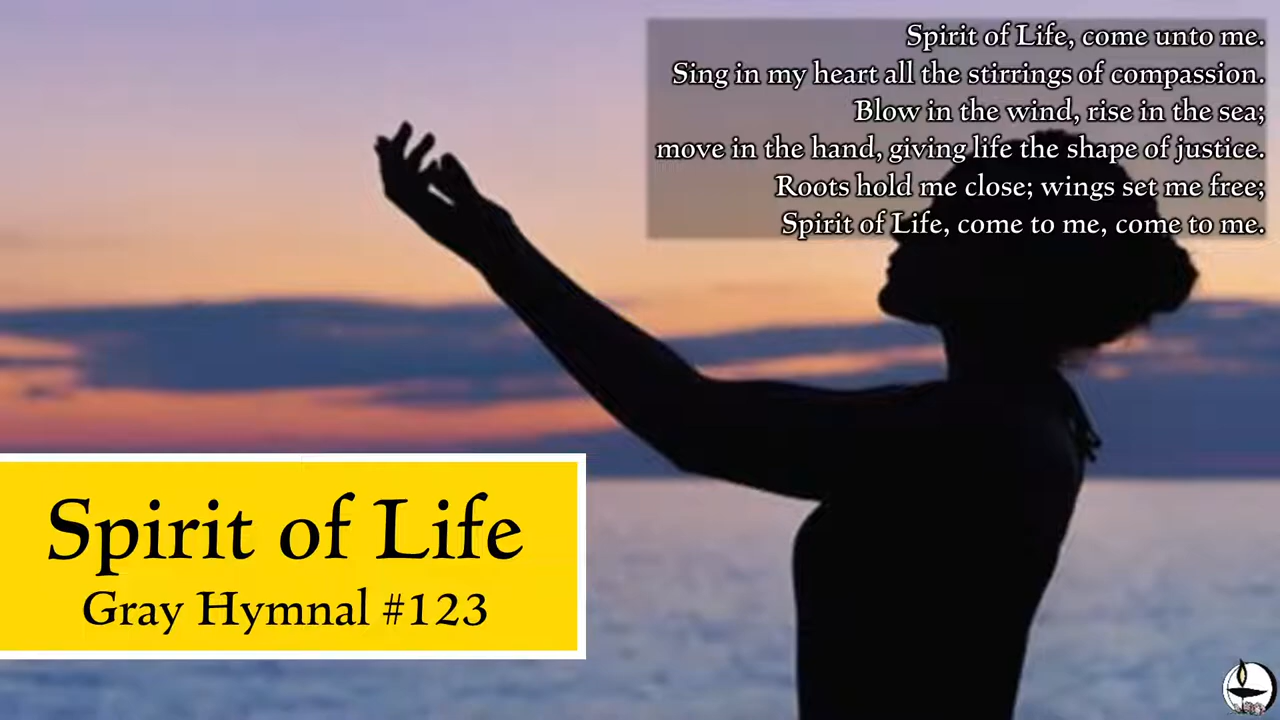 Spirit of Life, come unto me.
Sing in my heart all the stirrings of compassion.
Blow in the wind, rise in the sea;
move in the hand, giving life the shape of justice.
Roots hold me close; wings set me free;
Spirit of Life, come to me, come to me.
Spirit of Life
Gray Hymnal #123